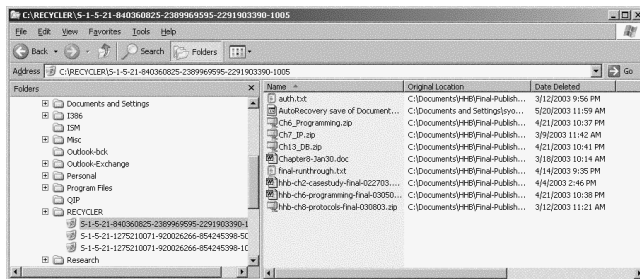 C:\RECYCLER\S-1-5-21-840360825-2389969595-2291903390-1005
File Edit View Favorites Tools Help
Back Search Folders
Address C:\RECYCLER\S-1-5-21-840360825-2389969595-2291903390-1005 Go
Folders
Documents and Settings
I386
ISM
Misc
Outlook-bck
Outlook-Exchange
Personal
Program Files
QIP
RECYCLER
S-1-5-21-840360825-2389969595-2291903390-1
S-1-5-21-1275210071-920026266-854245398-50
S-1-5-21-1275210071-920026266-854245398-10
Research
Name Original Location Date Deleted
auth.txt C:\Documents\HHB\Final-Publish... 3/12/2003 9:56 PM
AutoRecovery save of Document... C:\Documents and Settings\syo... 5/20/2003 11:59 AM
Ch6_Programming.zip C:\Documents\HHB\Final-Publish... 4/21/2003 10:37 PM
Ch7_IP.zip C:\Documents\HHB\Final-Publish... 3/9/2003 11:42 AM
Ch13_DB.zip C:\Documents\HHB\Final-Publish... 4/21/2003 10:41 PM
Chapter8-Jan30.doc C:\Documents\HHB\Final-Publish... 3/18/2003 10:14 AM
final-runthrough.txt C:\Documents\HHB\Final-Publish... 4/14/2003 9:35 PM
hhb-ch2-casestudy-final-022703.... C:\Documents\HHB\Final-Publish... 4/4/2003 2:46 PM
hhb-ch6-programming-final-03050... C:\Documents\HHB\Final-Publish... 4/21/2003 10:38 PM
hhb-ch8-protocols-final-030803.zip C:\Documents\HHB\Final-Publish... 3/12/2003 11:21 AM